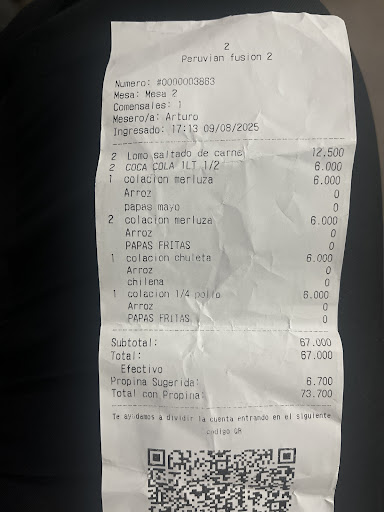 2
Peruvian fusion 2
Numero: #0000003863
Mesa: Mesa 2
Comensales: 1
Mesero/a: Arturo
Ingresado: 17:13 09/08/2025
2 Lomo saltado de carne 12.500
2 COCA COLA 1LT 1/2 6.000
1 colacion merluza 6.000
Arroz 0
papas mayo 0
2 colacion merluza 6.000
Arroz 0
PAPAS FRITAS 0
1 colacion chuleta 6.000
Arroz 0
chilena 0
1 colacion 1/4 pollo 6.000
Arroz 0
PAPAS FRITAS 0
Subtotal: 67.000
Total: 67.000
Efectivo
Propina Sugerida: 6.700
Total con Propina: 73.700
Te ayudamos a dividir la cuenta entrando en el siguiente
codigo QR